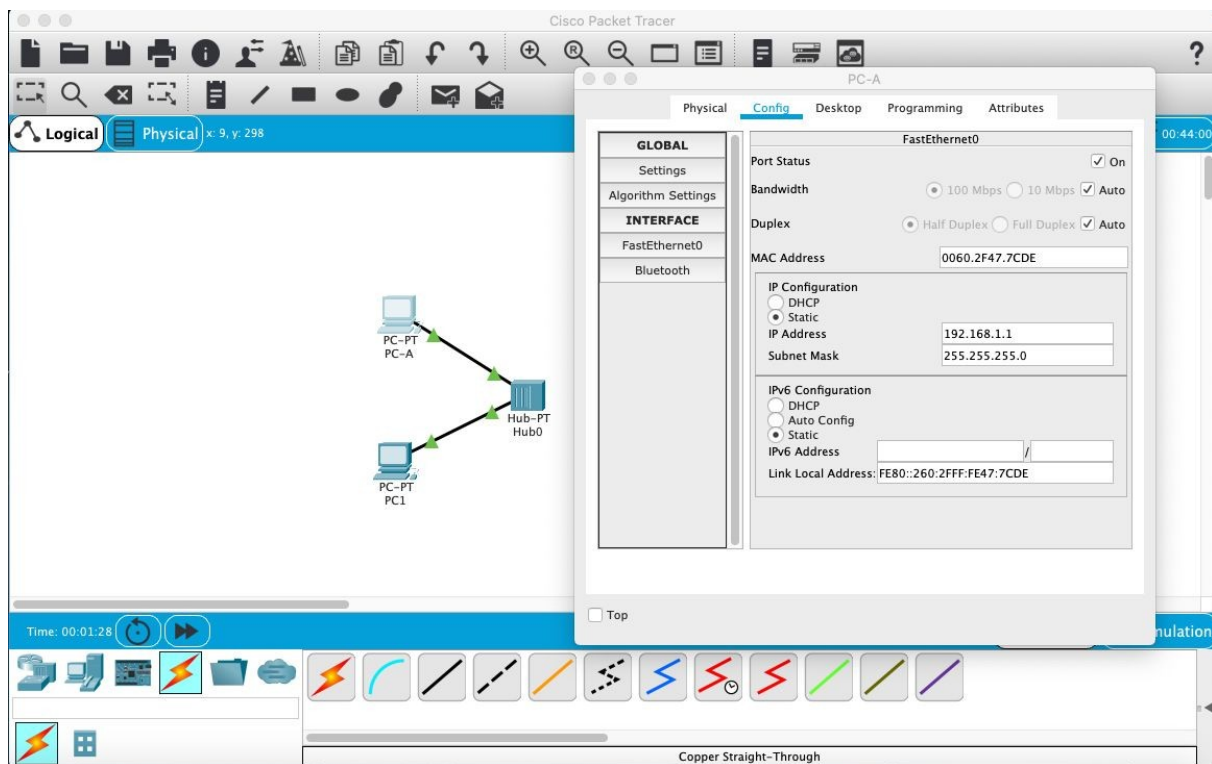 Cisco Packet Tracer
R
?
Logical
Physical
x: 9, y: 298
00:44:00
PC-PT
PC-A
Hub-PT
Hub0
PC-PT
PC1
PC-A
Physical Config Desktop Programming Attributes
GLOBAL
Settings
Algorithm Settings
INTERFACE
FastEthernet0
Bluetooth
FastEthernet0
Port Status On
Bandwidth 100 Mbps 10 Mbps Auto
Duplex Half Duplex Full Duplex Auto
MAC Address 0060.2F47.7CDE
IP Configuration
DHCP
Static
IP Address 192.168.1.1
Subnet Mask 255.255.255.0
IPv6 Configuration
DHCP
Auto Config
Static
IPv6 Address /
Link Local Address: FE80::260:2FFF:FE47:7CDE
Top
Time: 00:01:28
mulation
Copper Straight-Through